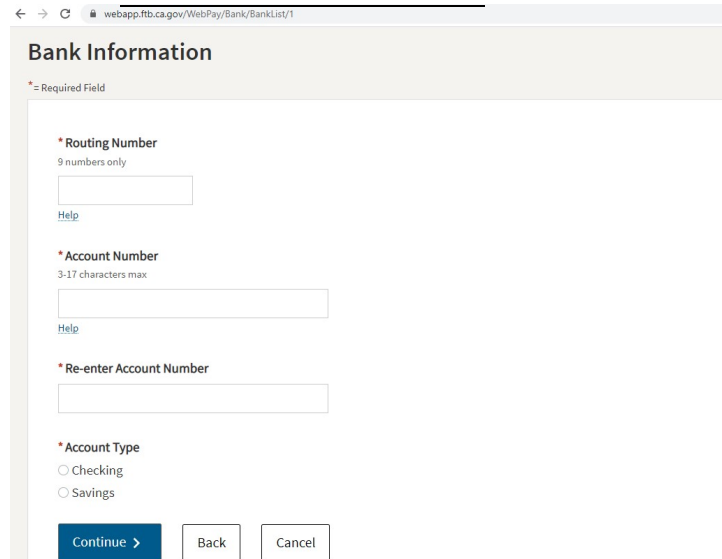 webapp.ftb.ca.gov/WebPay/Bank/BankList/1
Bank Information
*= Required Field
* Routing Number
9 numbers only
Help
* Account Number
3-17 characters max
Help
* Re-enter Account Number
* Account Type
Checking
Savings
Continue
Back
Cancel